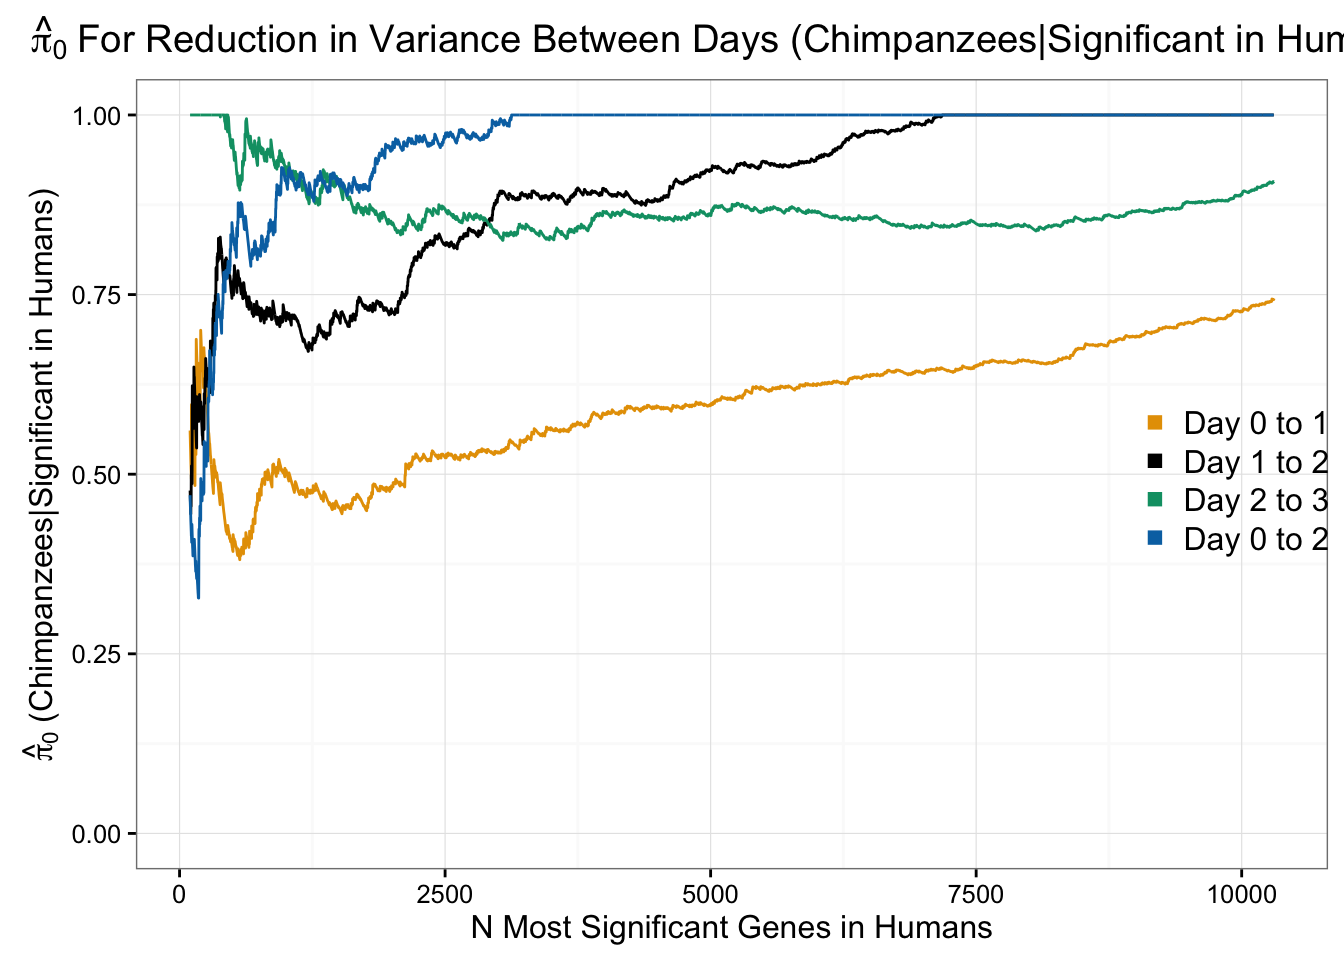 π̂₀ For Reduction in Variance Between Days (Chimpanzees|Significant in Hum
π̂₀ (Chimpanzees|Significant in Humans)
1.00
0.75
0.50
0.25
0.00
Day 0 to 1
Day 1 to 2
Day 2 to 3
Day 0 to 2
0 2500 5000 7500 10000
N Most Significant Genes in Humans